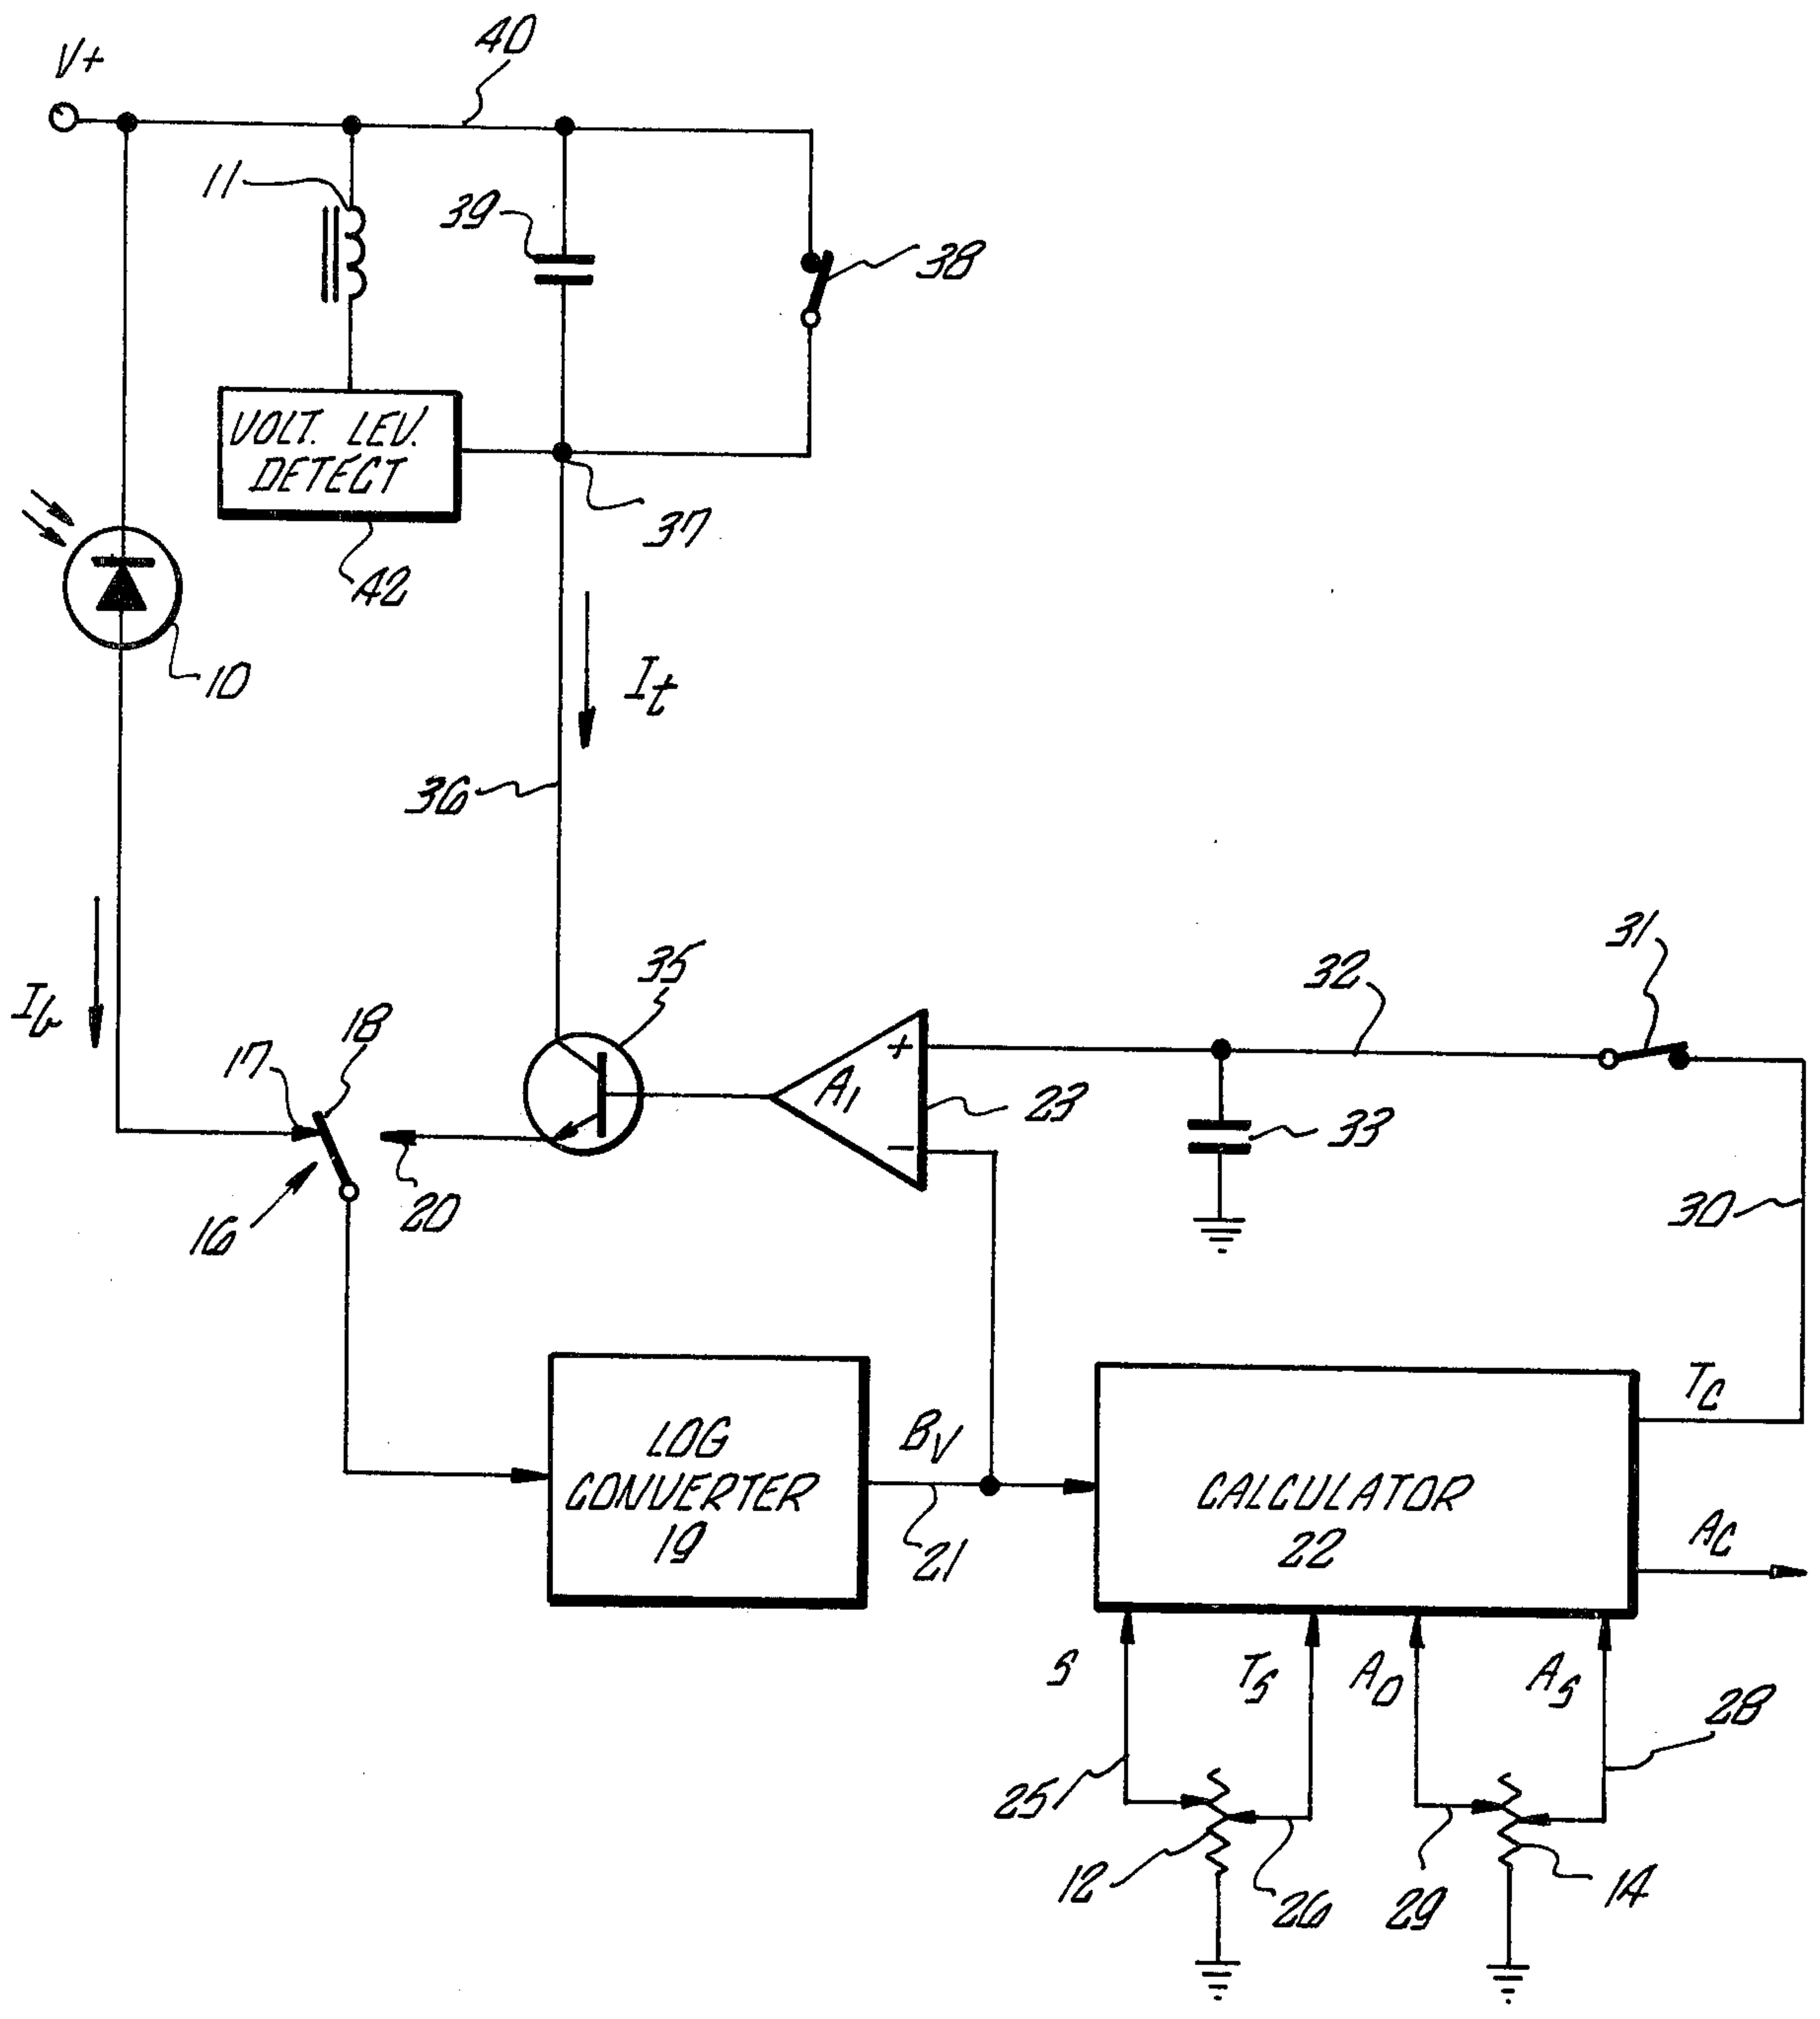 V+
40
11
39
38
VOLT. LEV.
DETECT
37
42
10
It
36
35
31
32
Ib
18
17
A1
+
-
23
33
30
16
20
TC
LOG
CONVERTER
19
BV
21
CALCULATOR
22
AC
S
TS
AO
AS
28
25
12
26
29
14